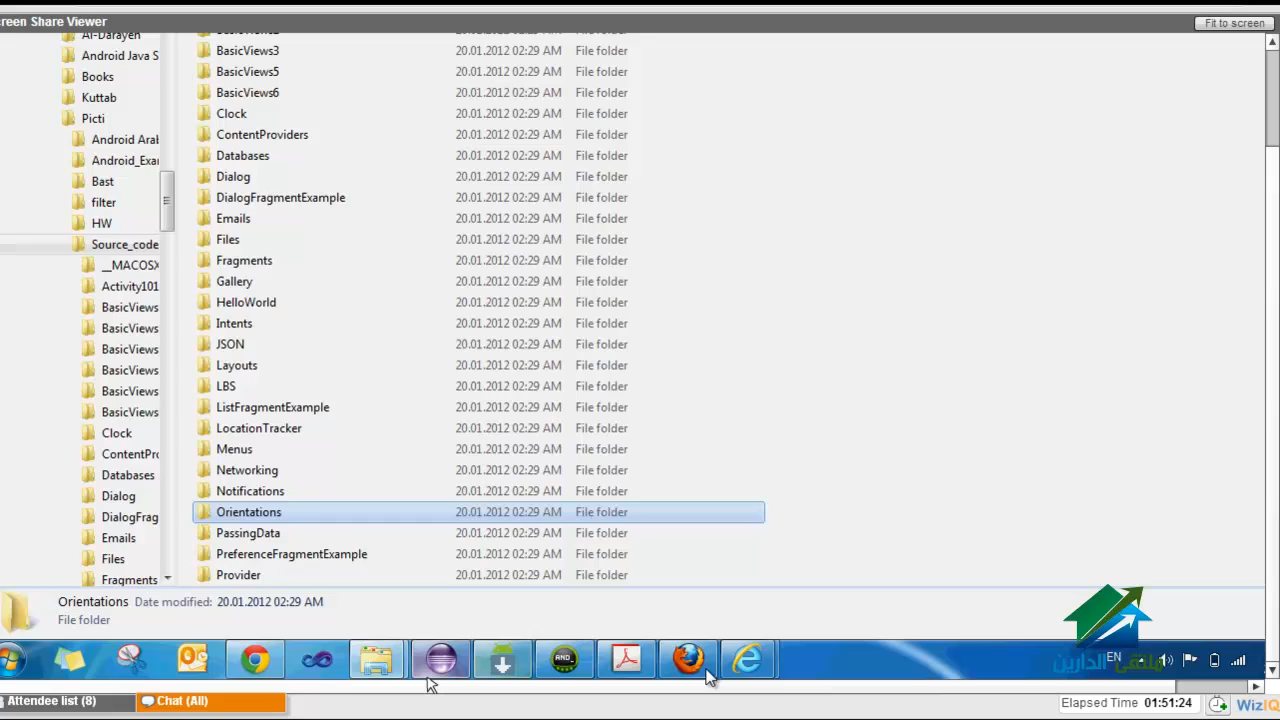 creen Share Viewer
Fit to screen
Al-Darayen
Android Java S
Books
Kuttab
Picti
Android Aral
Android_Exa
Bast
filter
HW
Source_code
__MACOSX
Activity101
BasicViews
BasicViews
BasicViews
BasicViews
BasicViews
BasicViews
Clock
ContentPro
Databases
Dialog
DialogFrag
Emails
Files
Fragments
BasicViews3 20.01.2012 02:29 AM File folder
BasicViews5 20.01.2012 02:29 AM File folder
BasicViews6 20.01.2012 02:29 AM File folder
Clock 20.01.2012 02:29 AM File folder
ContentProviders 20.01.2012 02:29 AM File folder
Databases 20.01.2012 02:29 AM File folder
Dialog 20.01.2012 02:29 AM File folder
DialogFragmentExample 20.01.2012 02:29 AM File folder
Emails 20.01.2012 02:29 AM File folder
Files 20.01.2012 02:29 AM File folder
Fragments 20.01.2012 02:29 AM File folder
Gallery 20.01.2012 02:29 AM File folder
HelloWorld 20.01.2012 02:29 AM File folder
Intents 20.01.2012 02:29 AM File folder
JSON 20.01.2012 02:29 AM File folder
Layouts 20.01.2012 02:29 AM File folder
LBS 20.01.2012 02:29 AM File folder
ListFragmentExample 20.01.2012 02:29 AM File folder
LocationTracker 20.01.2012 02:29 AM File folder
Menus 20.01.2012 02:29 AM File folder
Networking 20.01.2012 02:29 AM File folder
Notifications 20.01.2012 02:29 AM File folder
Orientations 20.01.2012 02:29 AM File folder
PassingData 20.01.2012 02:29 AM File folder
PreferenceFragmentExample 20.01.2012 02:29 AM File folder
Provider 20.01.2012 02:29 AM File folder
Orientations Date modified: 20.01.2012 02:29 AM
File folder
AND
EN
ملتقى الدارين
Attendee list (8)
Chat (All)
Elapsed Time 01:51:24
WizIQ